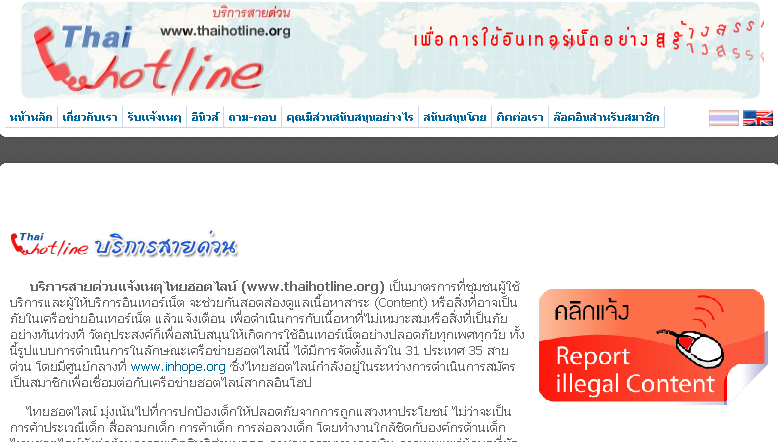 บริการสายด่วน
www.thaihotline.org
Thai hotline
เพื่อการใช้อินเทอร์เน็ตอย่างสร้างสรร
หน้าหลัก เกี่ยวกับเรา รับแจ้งเหตุ อีนิวส์ ถาม-ตอบ คุณมีส่วนสนับสนุนอย่างไร สนับสนุนโดย ติดต่อเรา ล๊อคอินสำหรับสมาชิก
Thai hotline บริการสายด่วน
บริการสายด่วนแจ้งเหตุไทยฮอตไลน์ (www.thaihotline.org) เป็นมาตรการที่ชุมชนผู้ใช้
บริการและผู้ให้บริการอินเทอร์เน็ต จะช่วยกันสอดส่องดูแลเนื้อหาสาระ (Content) หรือสิ่งที่อาจเป็น
ภัยในเครือข่ายอินเทอร์เน็ต แล้วแจ้งเตือน เพื่อดำเนินการกับเนื้อหาที่ไม่เหมาะสมหรือสิ่งที่เป็นภัย
อย่างทันท่วงที วัตถุประสงค์ก็เพื่อสนับสนุนให้เกิดการใช้อินเทอร์เน็ตอย่างปลอดภัยทุกเพศทุกวัย ทั้ง
นี้รูปแบบการดำเนินการในลักษณะเครือข่ายฮอตไลน์นี้ ได้มีการจัดตั้งแล้วใน 31 ประเทศ 35 สาย
ด่วน โดยมีศูนย์กลางที่ www.inhope.org ซึ่งไทยฮอตไลน์กำลังอยู่ในระหว่างการดำเนินการสมัคร
เป็นสมาชิกเพื่อเชื่อมต่อกับเครือข่ายฮอตไลน์สากลอินโฮป
ไทยฮอตไลน์ มุ่งเน้นไปที่การปกป้องเด็กให้ปลอดภัยจากการถูกแสวงหาประโยชน์ ไม่ว่าจะเป็น
การค้าประเวณีเด็ก สื่อลามกเด็ก การค้าเด็ก การล่อลวงเด็ก โดยทำงานใกล้ชิดกับองค์กรด้านเด็ก
คลิกแจ้ง
Report
illegal Content